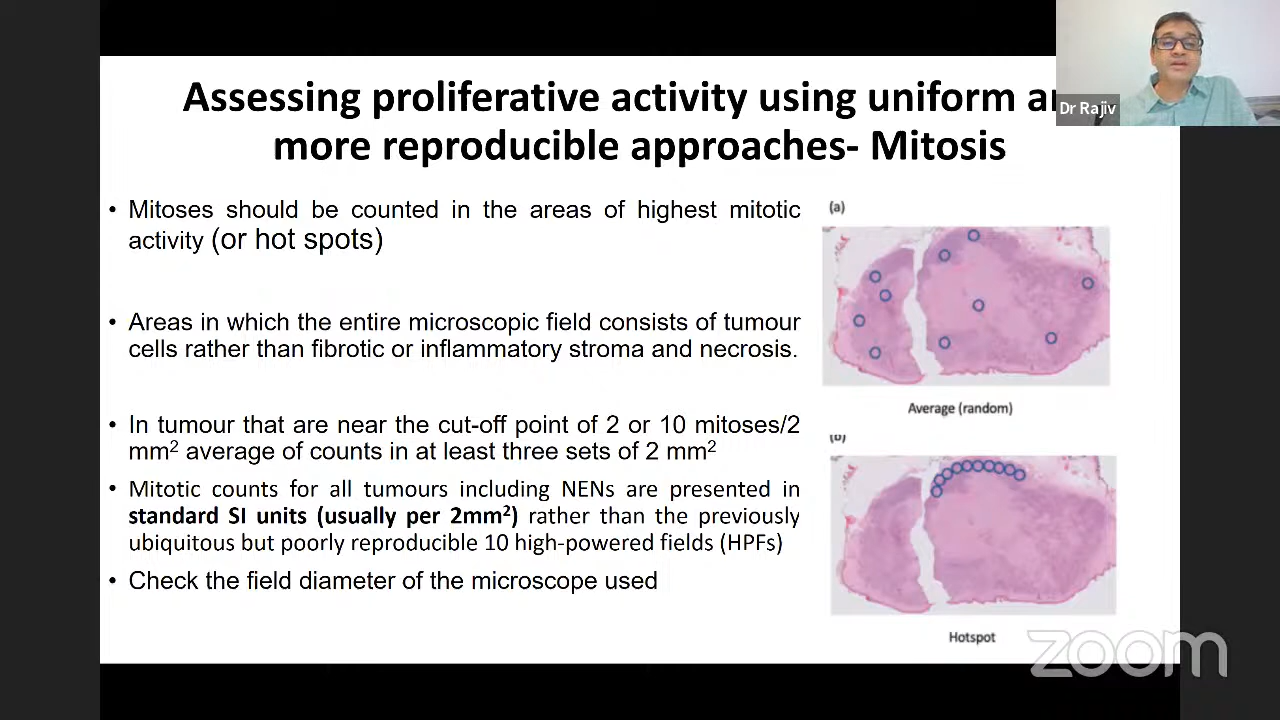 Assessing proliferative activity using uniform
more reproducible approaches- Mitosis
Dr Rajiv
• Mitoses should be counted in the areas of highest mitotic
activity (or hot spots)
• Areas in which the entire microscopic field consists of tumour
cells rather than fibrotic or inflammatory stroma and necrosis.
• In tumour that are near the cut-off point of 2 or 10 mitoses/2
mm² average of counts in at least three sets of 2 mm²
• Mitotic counts for all tumours including NENs are presented in
standard SI units (usually per 2mm²) rather than the previously
ubiquitous but poorly reproducible 10 high-powered fields (HPFs)
• Check the field diameter of the microscope used
(a)
Average (random)
(b)
Hotspot
zoom